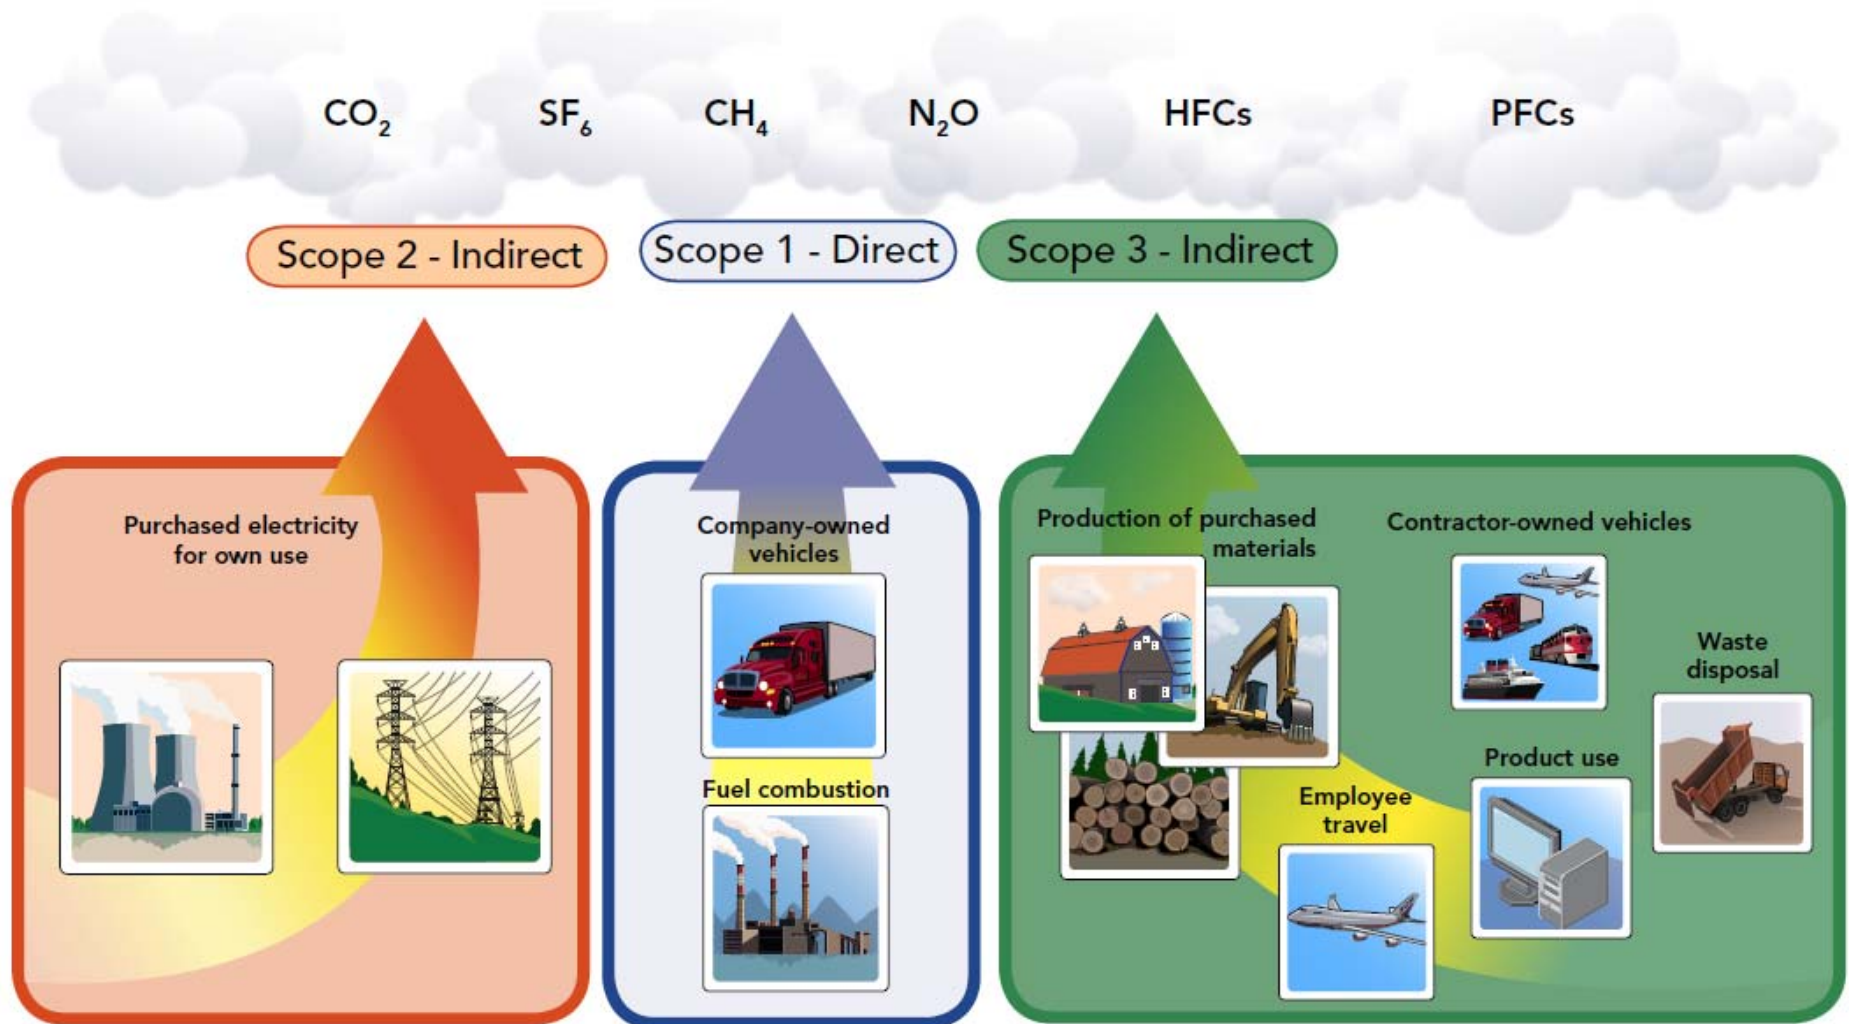 CO₂ SF₆ CH₄ N₂O HFCs PFCs
Scope 2 - Indirect
Scope 1 - Direct
Scope 3 - Indirect
Purchased electricity
for own use
Company-owned
vehicles
Fuel combustion
Production of purchased
materials
Contractor-owned vehicles
Waste
disposal
Product use
Employee
travel